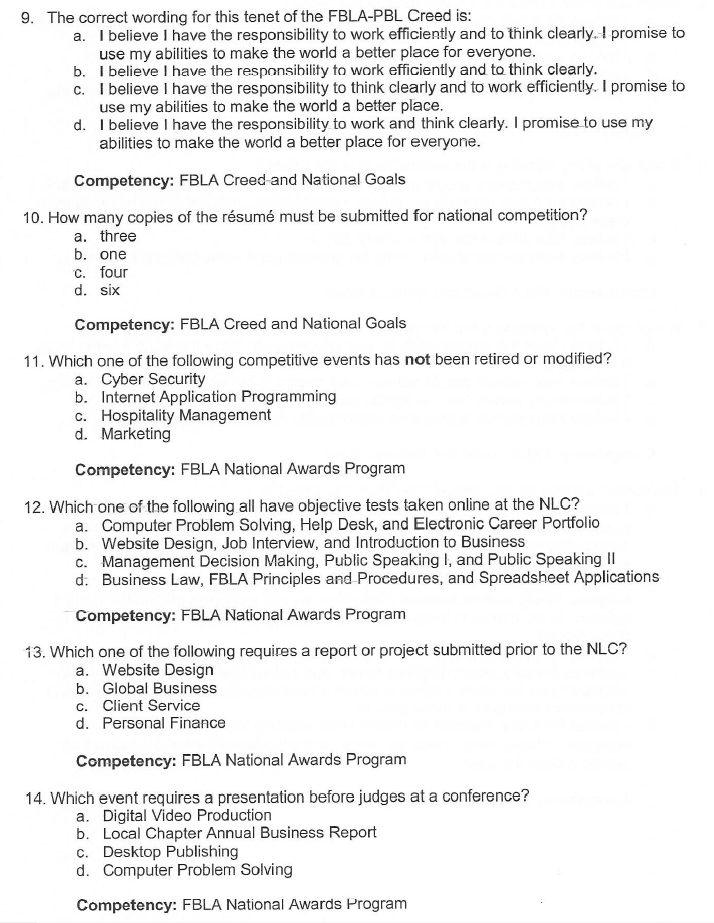 9. The correct wording for this tenet of the FBLA-PBL Creed is:
a. I believe I have the responsibility to work efficiently and to think clearly. I promise to
use my abilities to make the world a better place for everyone.
b. I believe I have the responsibility to work efficiently and to think clearly.
c. I believe I have the responsibility to think clearly and to work efficiently. I promise to
use my abilities to make the world a better place.
d. I believe I have the responsibility to work and think clearly. I promise to use my
abilities to make the world a better place for everyone.
Competency: FBLA Creed and National Goals
10. How many copies of the résumé must be submitted for national competition?
a. three
b. one
c. four
d. six
Competency: FBLA Creed and National Goals
11. Which one of the following competitive events has not been retired or modified?
a. Cyber Security
b. Internet Application Programming
c. Hospitality Management
d. Marketing
Competency: FBLA National Awards Program
12. Which one of the following all have objective tests taken online at the NLC?
a. Computer Problem Solving, Help Desk, and Electronic Career Portfolio
b. Website Design, Job Interview, and Introduction to Business
c. Management Decision Making, Public Speaking I, and Public Speaking II
d. Business Law, FBLA Principles and Procedures, and Spreadsheet Applications
Competency: FBLA National Awards Program
13. Which one of the following requires a report or project submitted prior to the NLC?
a. Website Design
b. Global Business
c. Client Service
d. Personal Finance
Competency: FBLA National Awards Program
14. Which event requires a presentation before judges at a conference?
a. Digital Video Production
b. Local Chapter Annual Business Report
c. Desktop Publishing
d. Computer Problem Solving
Competency: FBLA National Awards Program